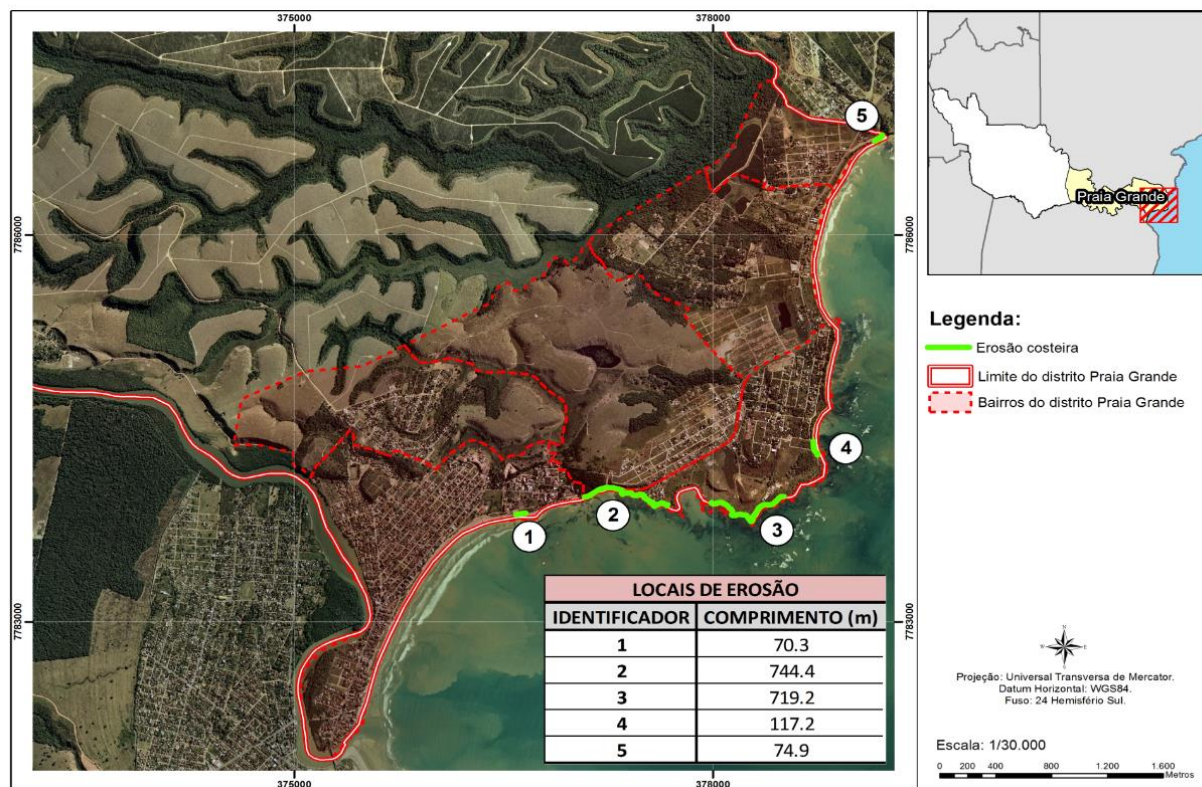 375000
378000
5
7786000
7786000
4
2
3
1
7783000
7783000
LOCAIS DE EROSÃO
IDENTIFICADOR COMPRIMENTO (m)
1 70.3
2 744.4
3 719.2
4 117.2
5 74.9
375000
378000
Praia Grande
Legenda:
Erosão costeira
Limite do distrito Praia Grande
Bairros do distrito Praia Grande
N
W E
S
Projeção: Universal Transversa de Mercator.
Datum Horizontal: WGS84.
Fuso: 24 Hemisfério Sul.
Escala: 1/30.000
0 200 400 800 1.200 1.600
Metros